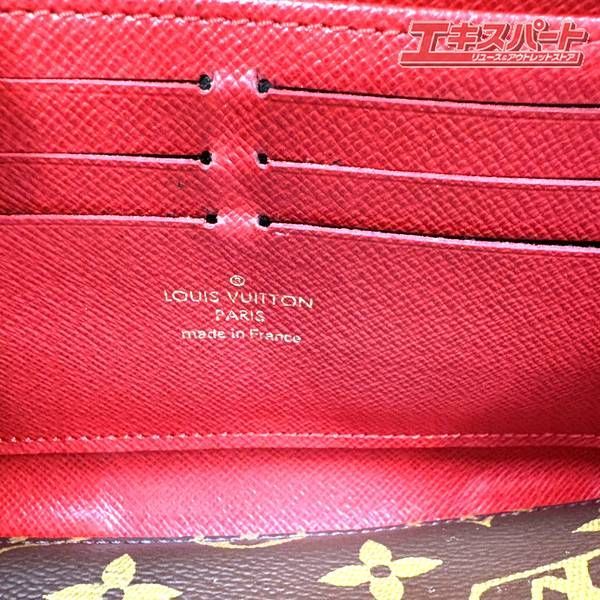 エキスパート
リユース&アウトレットストア
®
LOUIS VUITTON
PARIS
made in France